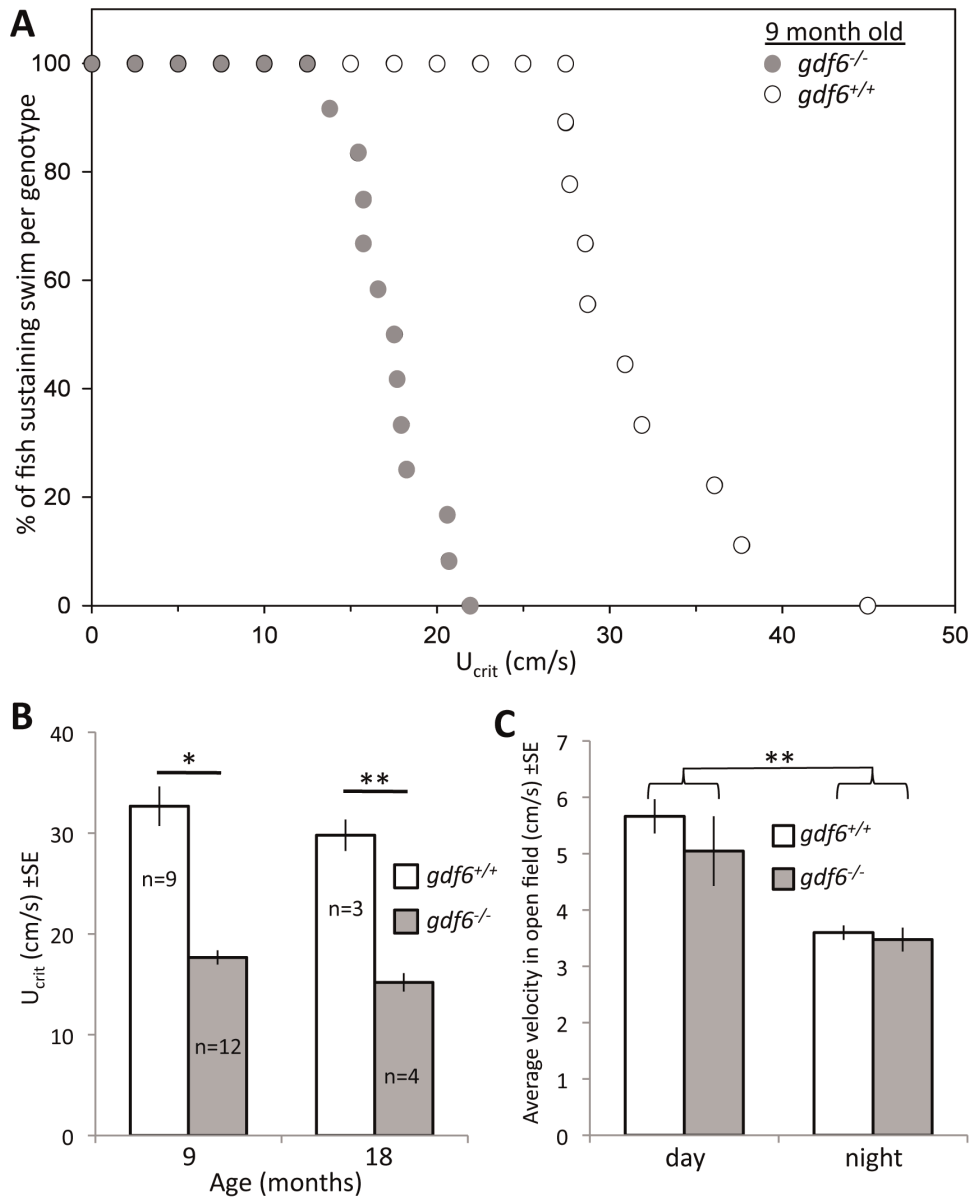 A
9 month old
gdf6-/-
gdf6+/+
% of fish sustaining swim per genotype
100
80
60
40
20
0
0 10 20 30 40 50
Ucrit (cm/s)
B
Ucrit (cm/s) ±SE
40
30
20
10
0
*
**
n=9
n=12
n=3
n=4
gdf6+/+
gdf6-/-
9 18
Age (months)
C
Average velocity in open field (cm/s) ±SE
7
6
5
4
3
2
1
0
**
gdf6+/+
gdf6-/-
day night